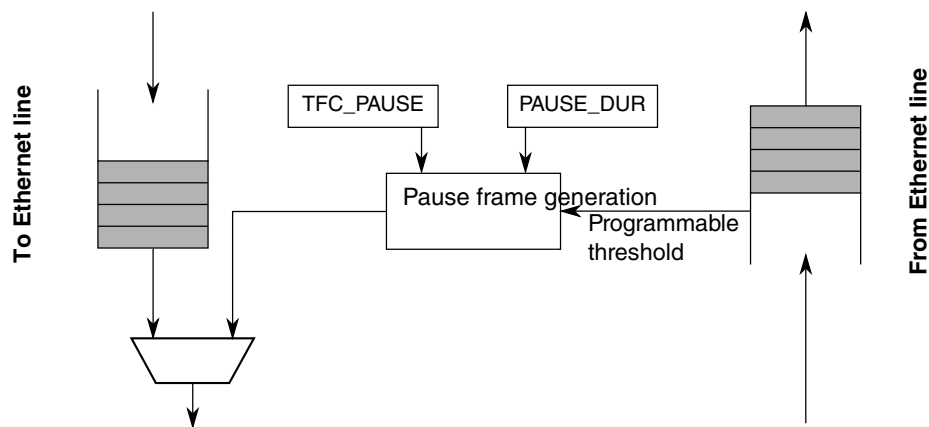 To Ethernet line
TFC_PAUSE
PAUSE_DUR
Pause frame generation
Programmable
threshold
From Ethernet line